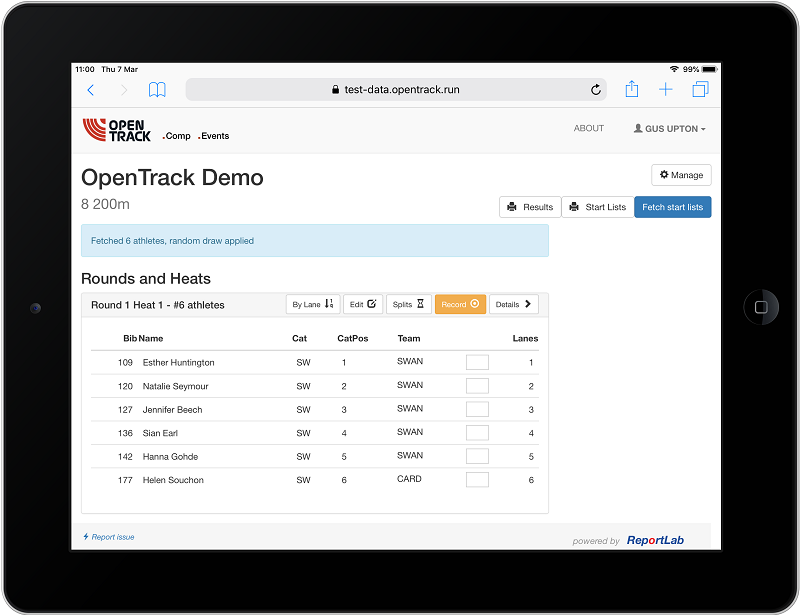 11:00 Thu 7 Mar 99%
test-data.opentrack.run
OPEN
TRACK .Comp .Events ABOUT GUS UPTON
OpenTrack Demo Manage
8 200m Results Start Lists Fetch start lists
Fetched 6 athletes, random draw applied
Rounds and Heats
Round 1 Heat 1 - #6 athletes By Lane Edit Splits Record Details
Bib Name Cat CatPos Team Lanes
109 Esther Huntington SW 1 SWAN 1
120 Natalie Seymour SW 2 SWAN 2
127 Jennifer Beech SW 3 SWAN 3
136 Sian Earl SW 4 SWAN 4
142 Hanna Gohde SW 5 SWAN 5
177 Helen Souchon SW 6 CARD 6
Report issue powered by ReportLab